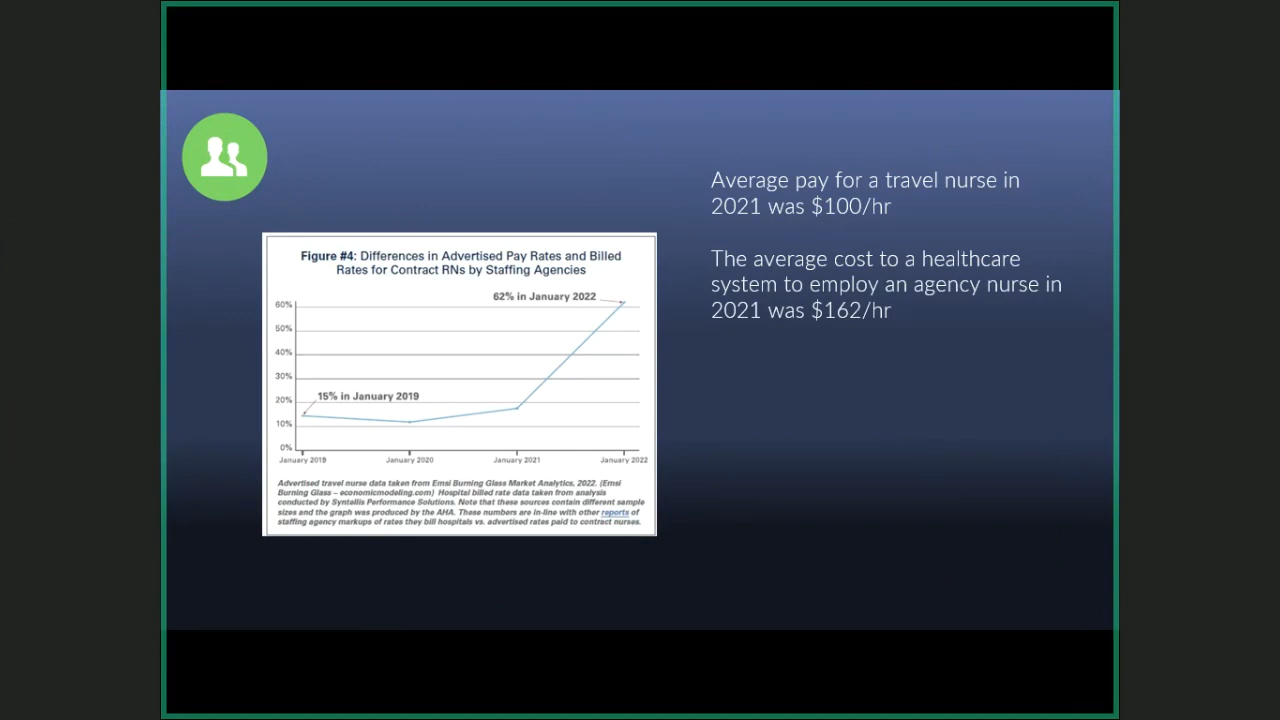 Average pay for a travel nurse in
2021 was $100/hr
The average cost to a healthcare
system to employ an agency nurse in
2021 was $162/hr
Figure #4: Differences in Advertised Pay Rates and Billed
Rates for Contract RNs by Staffing Agencies
62% in January 2022
60%
50%
40%
30%
15% in January 2019
20%
10%
0%
January 2019
January 2020
January 2021
January 2022
Advertised travel nurse data taken from Emsi Burning Glass Market Analytics, 2022. (Emsi
Burning Glass – economicmodeling.com) Hospital billed rate data taken from analysis
conducted by Syntellis Performance Solutions. Note that these sources contain different sample
sizes and the graph was produced by the AHA. These numbers are in-line with other reports of
staffing agency markups of rates they bill hospitals vs. advertised rates paid to contract nurses.